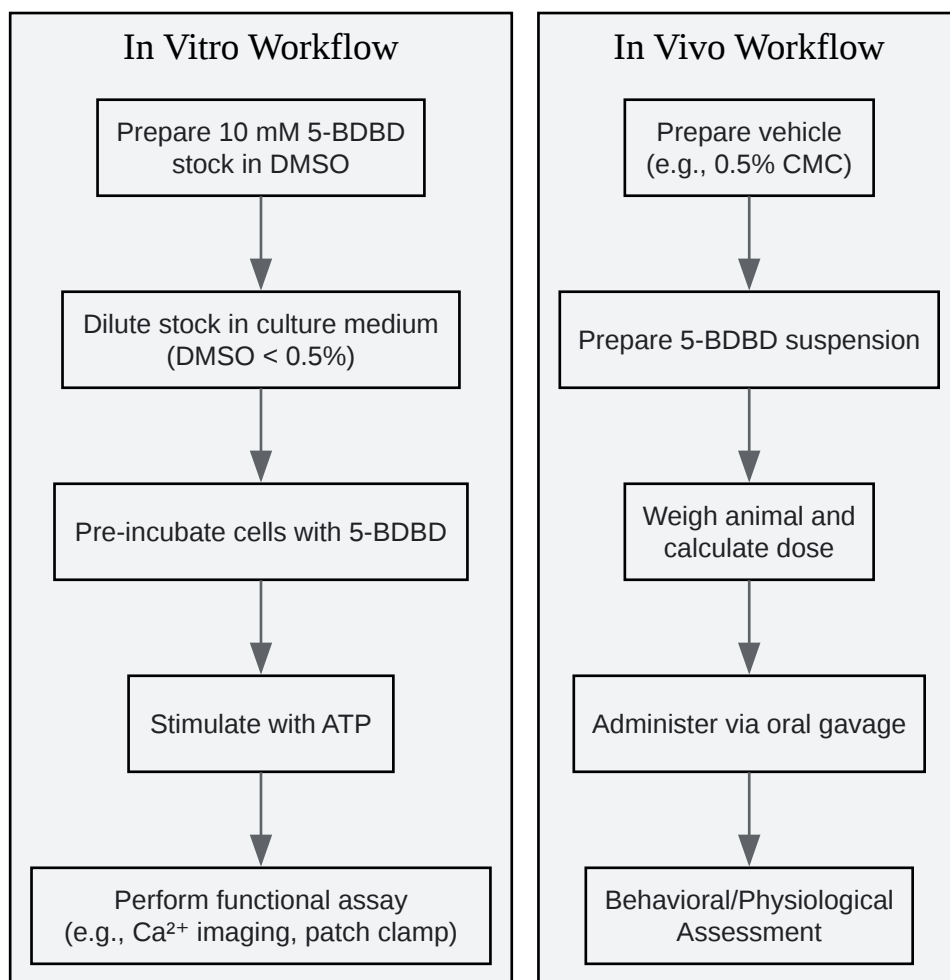 In Vitro Workflow
Prepare 10 mM 5-BDBD
stock in DMSO
Dilute stock in culture medium
(DMSO < 0.5%)
Pre-incubate cells with 5-BDBD
Stimulate with ATP
Perform functional assay
(e.g., Ca²⁺ imaging, patch clamp)
In Vivo Workflow
Prepare vehicle
(e.g., 0.5% CMC)
Prepare 5-BDBD suspension
Weigh animal and
calculate dose
Administer via oral gavage
Behavioral/Physiological
Assessment